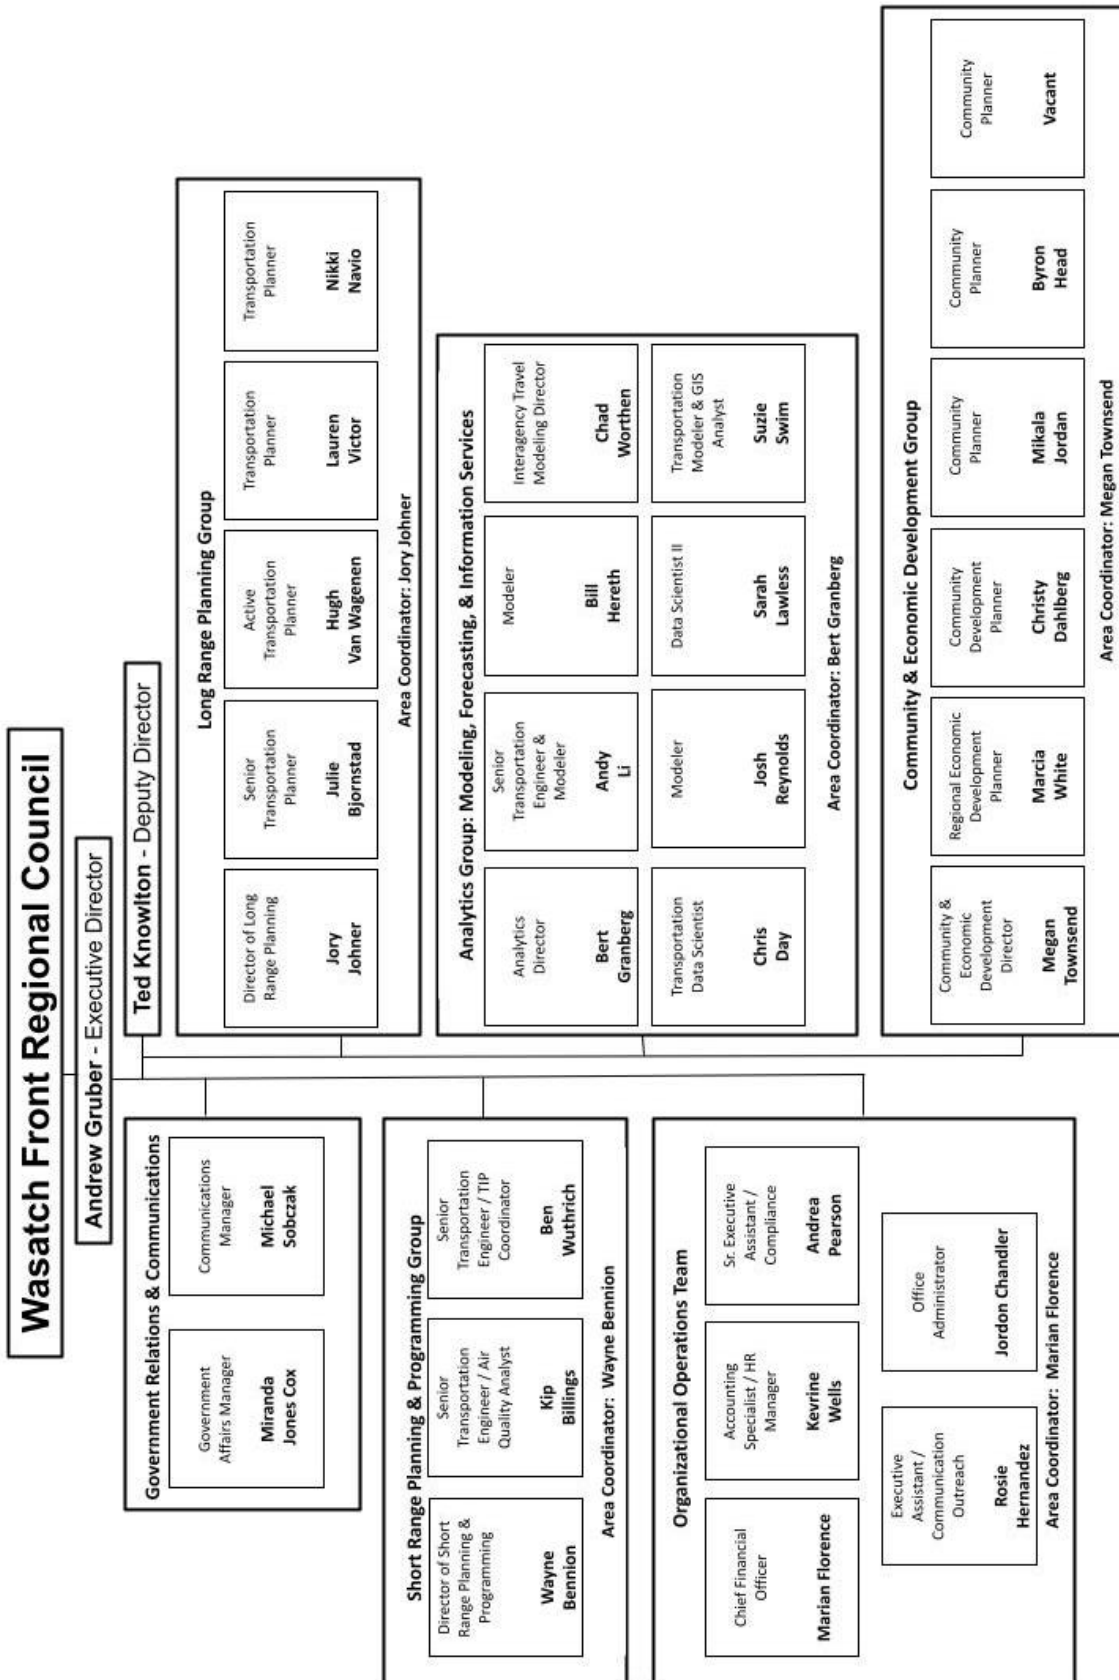 Wasatch Front Regional Council
Andrew Gruber - Executive Director
Ted Knowlton - Deputy Director
Government Relations & Communications
Government
Affairs Manager
Miranda
Jones Cox
Communications
Manager
Michael
Sobczak
Short Range Planning & Programming Group
Director of Short
Range Planning &
Programming
Wayne
Bennion
Senior
Transportation
Engineer / Air
Quality Analyst
Kip
Billings
Senior
Transportation
Engineer / TIP
Coordinator
Ben
Wuthrich
Area Coordinator: Wayne Bennion
Organizational Operations Team
Chief Financial
Officer
Marian Florence
Accounting
Specialist / HR
Manager
Kevrine
Wells
Sr. Executive
Assistant /
Compliance
Andrea
Pearson
Executive
Assistant /
Communication
Outreach
Rosie
Hernandez
Office
Administrator
Jordon Chandler
Area Coordinator: Marian Florence
Long Range Planning Group
Director of Long
Range Planning
Jory
Johner
Senior
Transportation
Planner
Julie
Bjornstad
Active
Transportation
Planner
Hugh
Van Wagenen
Transportation
Planner
Lauren
Victor
Transportation
Planner
Nikki
Navio
Area Coordinator: Jory Johner
Analytics Group: Modeling, Forecasting, & Information Services
Analytics
Director
Bert
Granberg
Senior
Transportation
Engineer &
Modeler
Andy
Li
Modeler
Bill
Hereth
Interagency Travel
Modeling Director
Chad
Worthen
Transportation
Data Scientist
Chris
Day
Modeler
Josh
Reynolds
Data Scientist II
Sarah
Lawless
Transportation
Modeler & GIS
Analyst
Suzie
Swim
Area Coordinator: Bert Granberg
Community & Economic Development Group
Community &
Economic
Development
Director
Megan
Townsend
Regional Economic
Development
Planner
Marcia
White
Community
Development
Planner
Christy
Dahlberg
Community
Planner
Mikala
Jordan
Community
Planner
Byron
Head
Community
Planner
Vacant
Area Coordinator: Megan Townsend